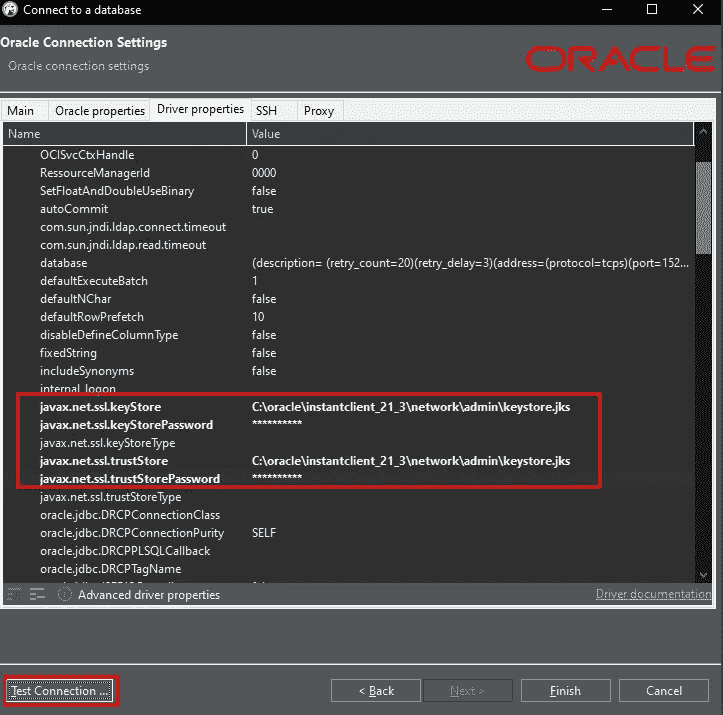 Connect to a database
Oracle Connection Settings
Oracle connection settings
ORACLE
Main Oracle properties Driver properties SSH Proxy
Name Value
OCISvcCtxHandle 0
RessourceManagerId 0000
SetFloatAndDoubleUseBinary false
autoCommit true
com.sun.jndi.ldap.connect.timeout
com.sun.jndi.ldap.read.timeout
database (description= (retry_count=20)(retry_delay=3)(address=(protocol=tcps)(port=152...
defaultExecuteBatch 1
defaultNChar false
defaultRowPrefetch 10
disableDefineColumnType false
fixedString false
includeSynonyms false
internal_logon
javax.net.ssl.keyStore C:\oracle\instantclient_21_3\network\admin\keystore.jks
javax.net.ssl.keyStorePassword **********
javax.net.ssl.keyStoreType
javax.net.ssl.trustStore C:\oracle\instantclient_21_3\network\admin\keystore.jks
javax.net.ssl.trustStorePassword **********
javax.net.ssl.trustStoreType
oracle.jdbc.DRCPConnectionClass
oracle.jdbc.DRCPConnectionPurity SELF
oracle.jdbc.DRCPPLSQLCallback
oracle.jdbc.DRCPTagName
Advanced driver properties Driver documentation
Test Connection ... < Back Next > Finish Cancel